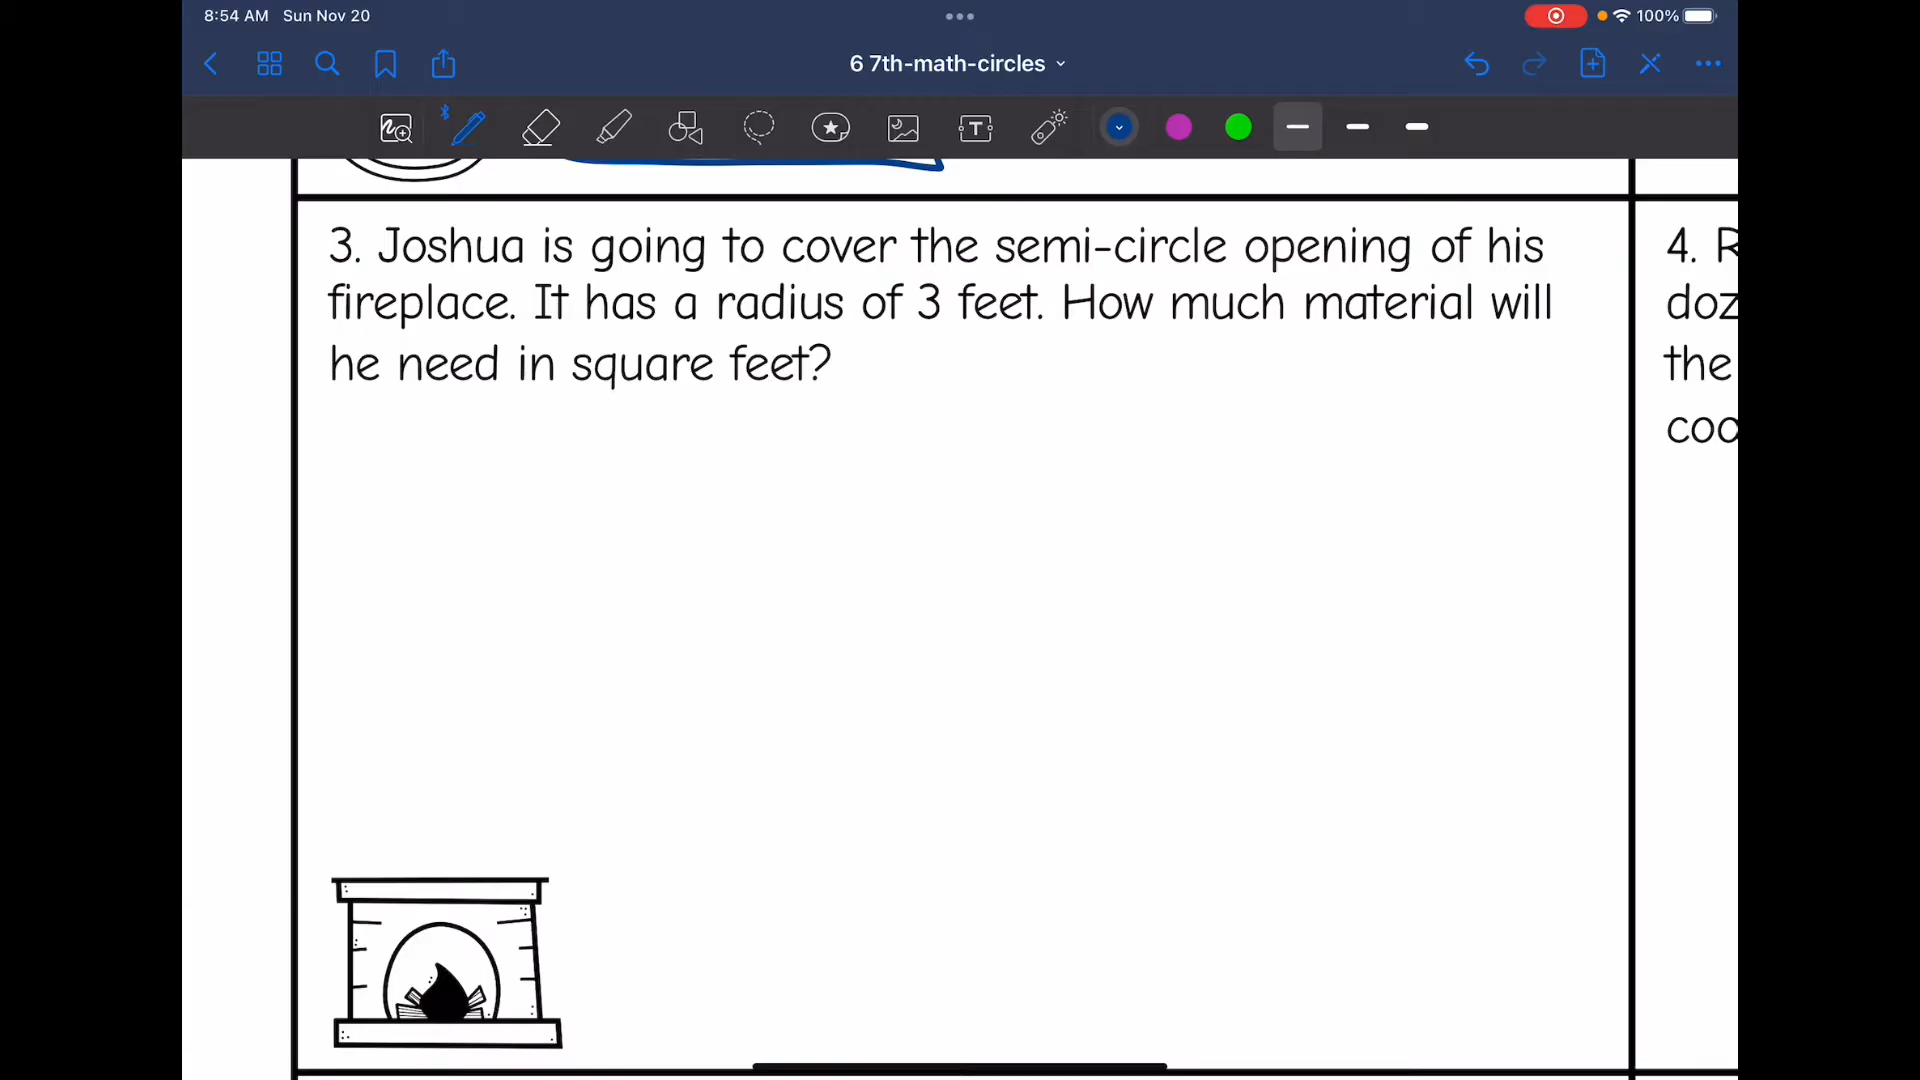 8:54 AM Sun Nov 20
100%
6 7th-math-circles
T
3. Joshua is going to cover the semi-circle opening of his
fireplace. It has a radius of 3 feet. How much material will
he need in square feet?
4. R
doz
the
coo